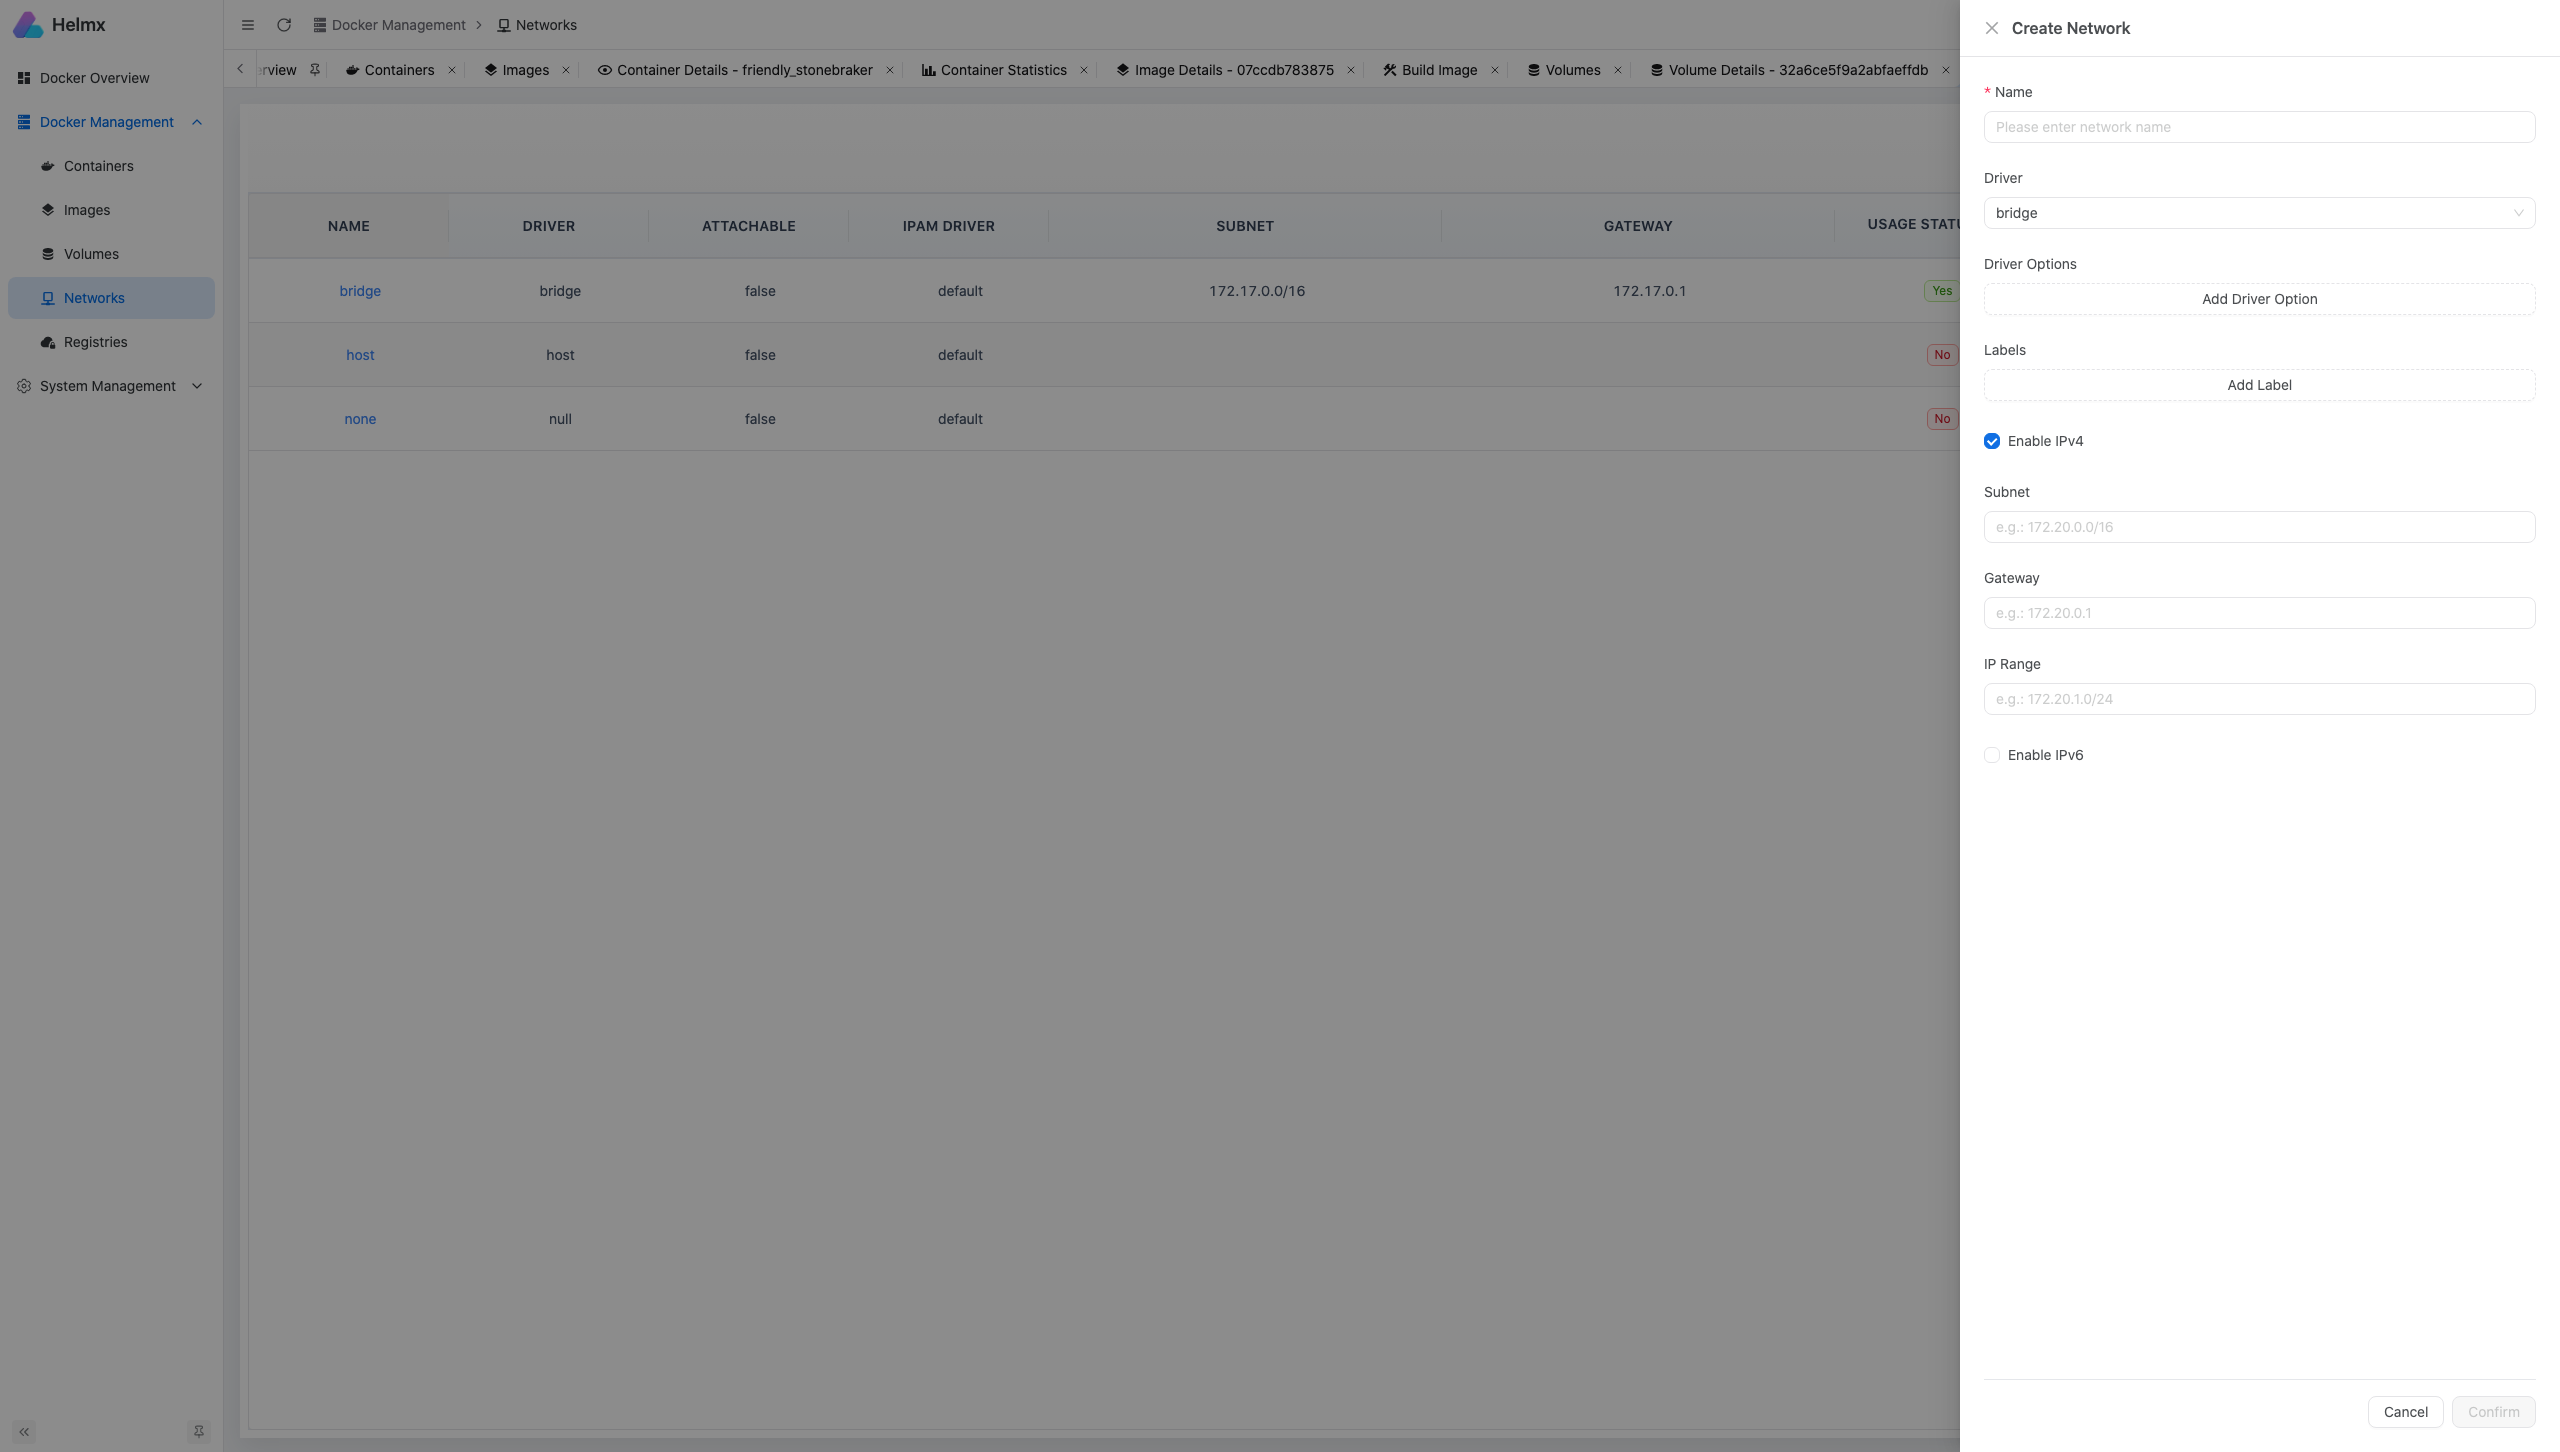 Helmx
Docker Overview
Docker Management
Containers
Images
Volumes
Networks
Registries
System Management
Docker Management > Networks
rview
Containers
Images
Container Details - friendly_stonebraker
Container Statistics
Image Details - 07ccdb783875
Build Image
Volumes
Volume Details - 32a6ce5f9a2abfaeffdb
NAME DRIVER ATTACHABLE IPAM DRIVER SUBNET GATEWAY USAGE STATU
bridge bridge false default 172.17.0.0/16 172.17.0.1 Yes
host host false default No
none null false default No
Create Network
* Name
Please enter network name
Driver
bridge
Driver Options
Add Driver Option
Labels
Add Label
Enable IPv4
Subnet
e.g.: 172.20.0.0/16
Gateway
e.g.: 172.20.0.1
IP Range
e.g.: 172.20.1.0/24
Enable IPv6
Cancel Confirm